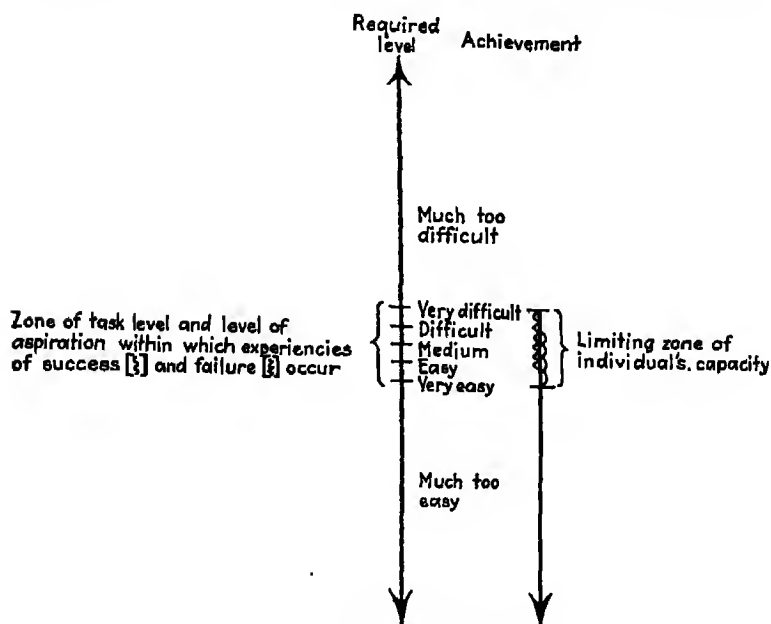 Required
level
Achievement
Much too
difficult
Zone of task level and level of
aspiration within which experiencies
of success [ξ] and failure [ξ] occur
Very difficult
Difficult
Medium
Easy
Very easy
Limiting zone of
individual's. capacity
Much too
easy